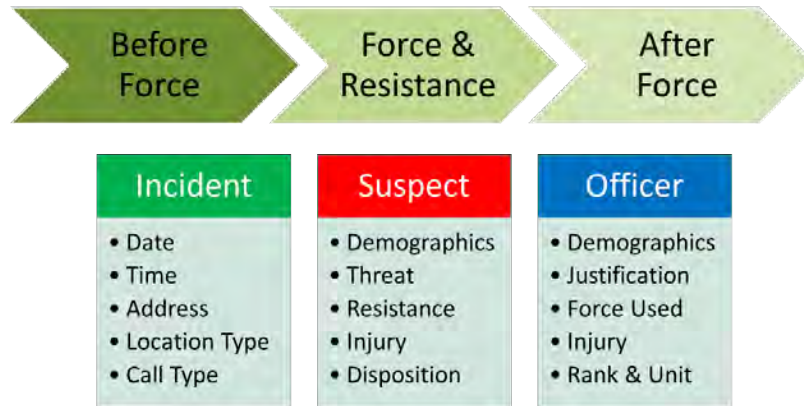 Before
Force
Force &
Resistance
After
Force
Incident
• Date
• Time
• Address
• Location Type
• Call Type
Suspect
• Demographics
• Threat
• Resistance
• Injury
• Disposition
Officer
• Demographics
• Justification
• Force Used
• Injury
• Rank & Unit